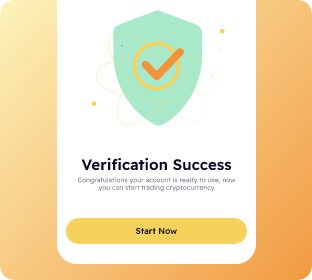 Verification Success
Congratulations your account is ready to use, now
you can start trading cryptocurrency
Start Now